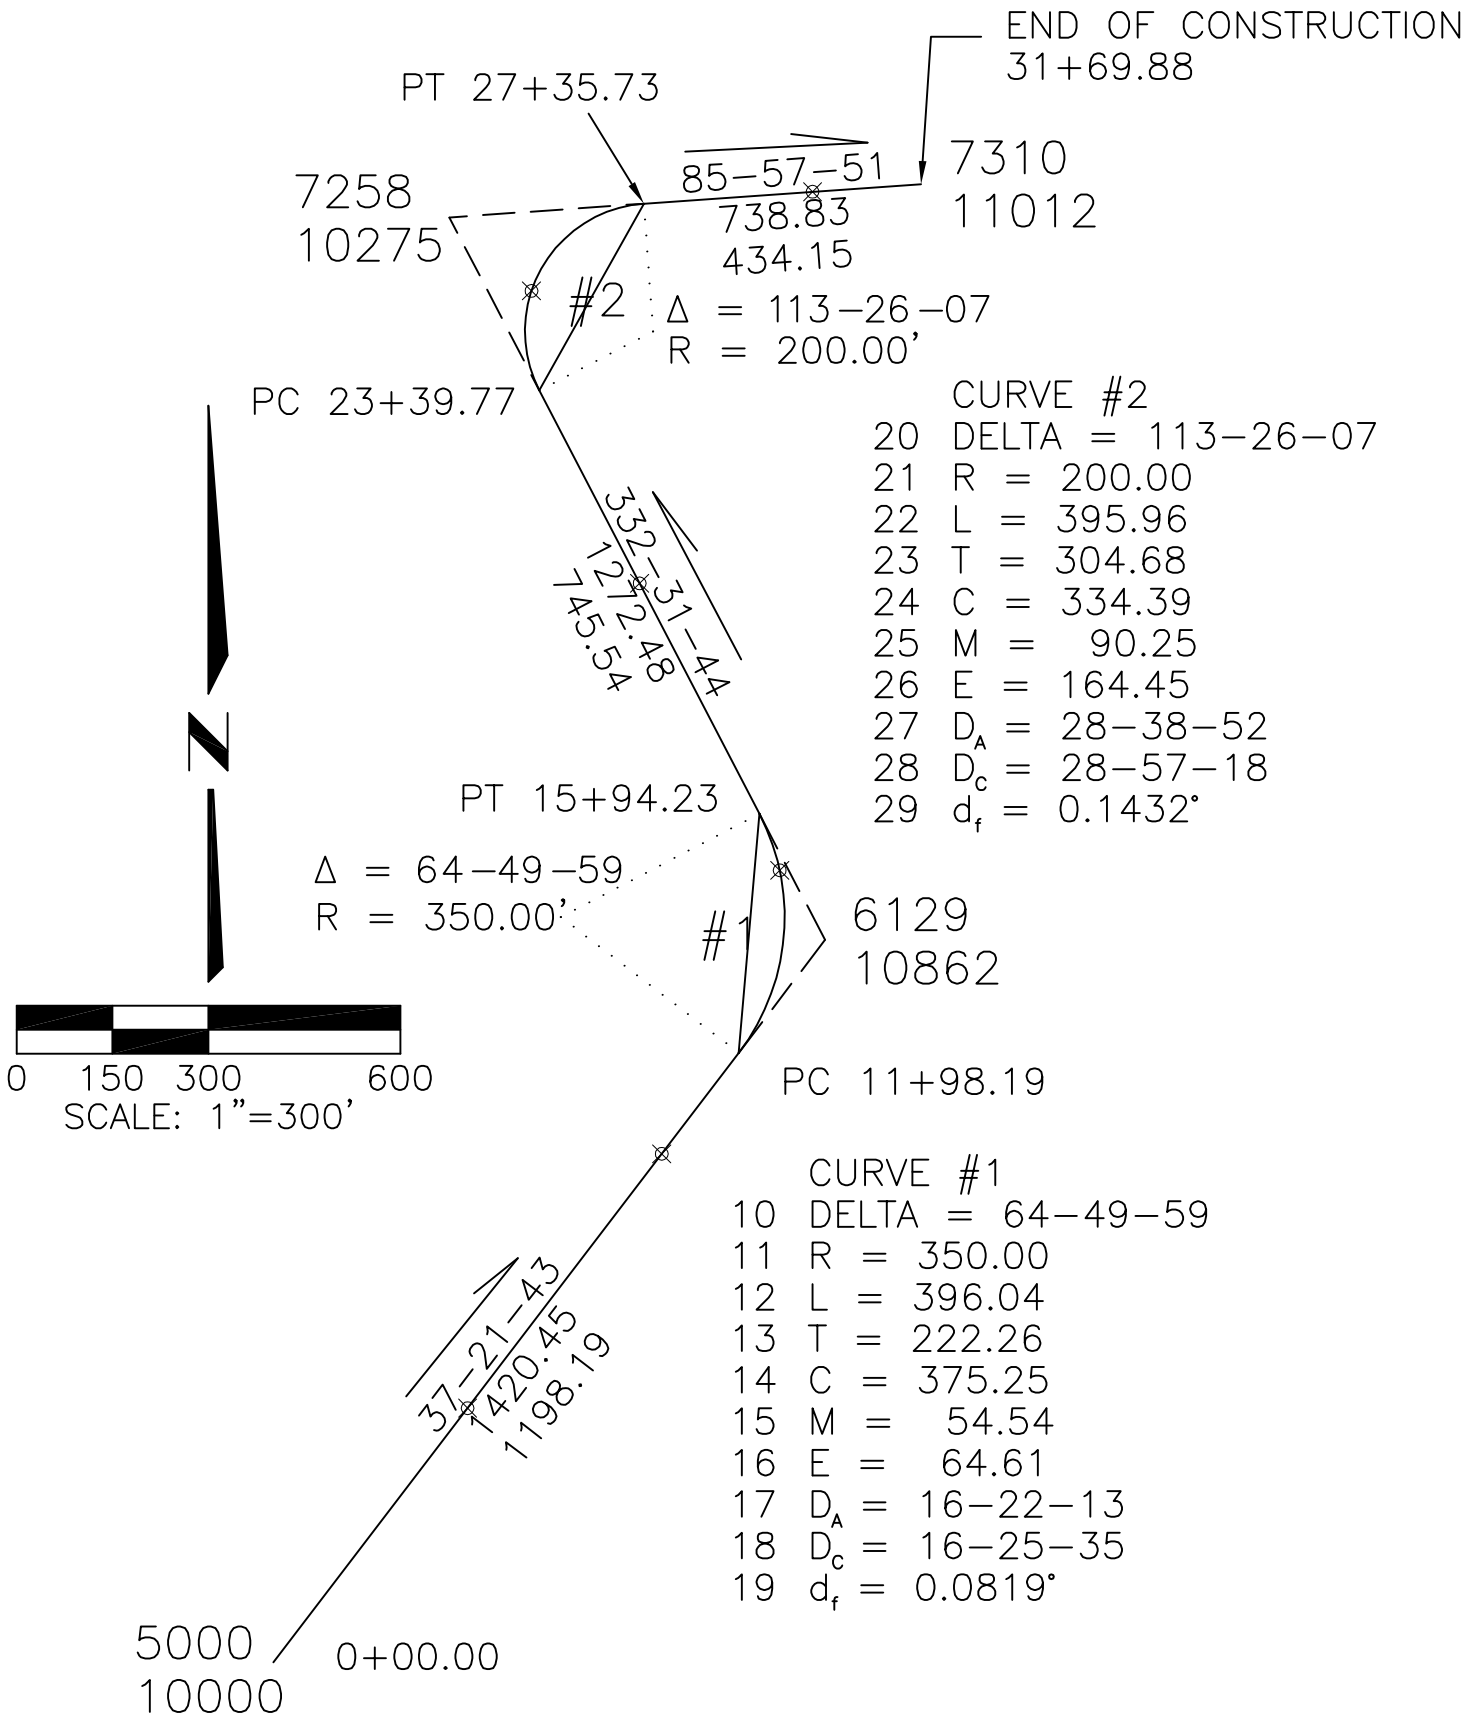 END OF CONSTRUCTION
31+69.88
PT 27+35.73
7310
11012
85-57-51
738.83
434.15
7258
10275
#2
Δ = 113-26-07
R = 200.00'
PC 23+39.77
CURVE #2
20 DELTA = 113-26-07
21 R = 200.00
22 L = 395.96
23 T = 304.68
24 C = 334.39
25 M = 90.25
26 E = 164.45
27 DA = 28-38-52
28 DC = 28-57-18
29 df = 0.1432°
332-31-44
1272.48
745.54
N
PT 15+94.23
Δ = 64-49-59
R = 350.00'
#1
6129
10862
0 150 300 600
SCALE: 1"=300'
PC 11+98.19
CURVE #1
10 DELTA = 64-49-59
11 R = 350.00
12 L = 396.04
13 T = 222.26
14 C = 375.25
15 M = 54.54
16 E = 64.61
17 DA = 16-22-13
18 DC = 16-25-35
19 df = 0.0819°
37-21-43
1420.45
1198.19
5000
10000
0+00.00